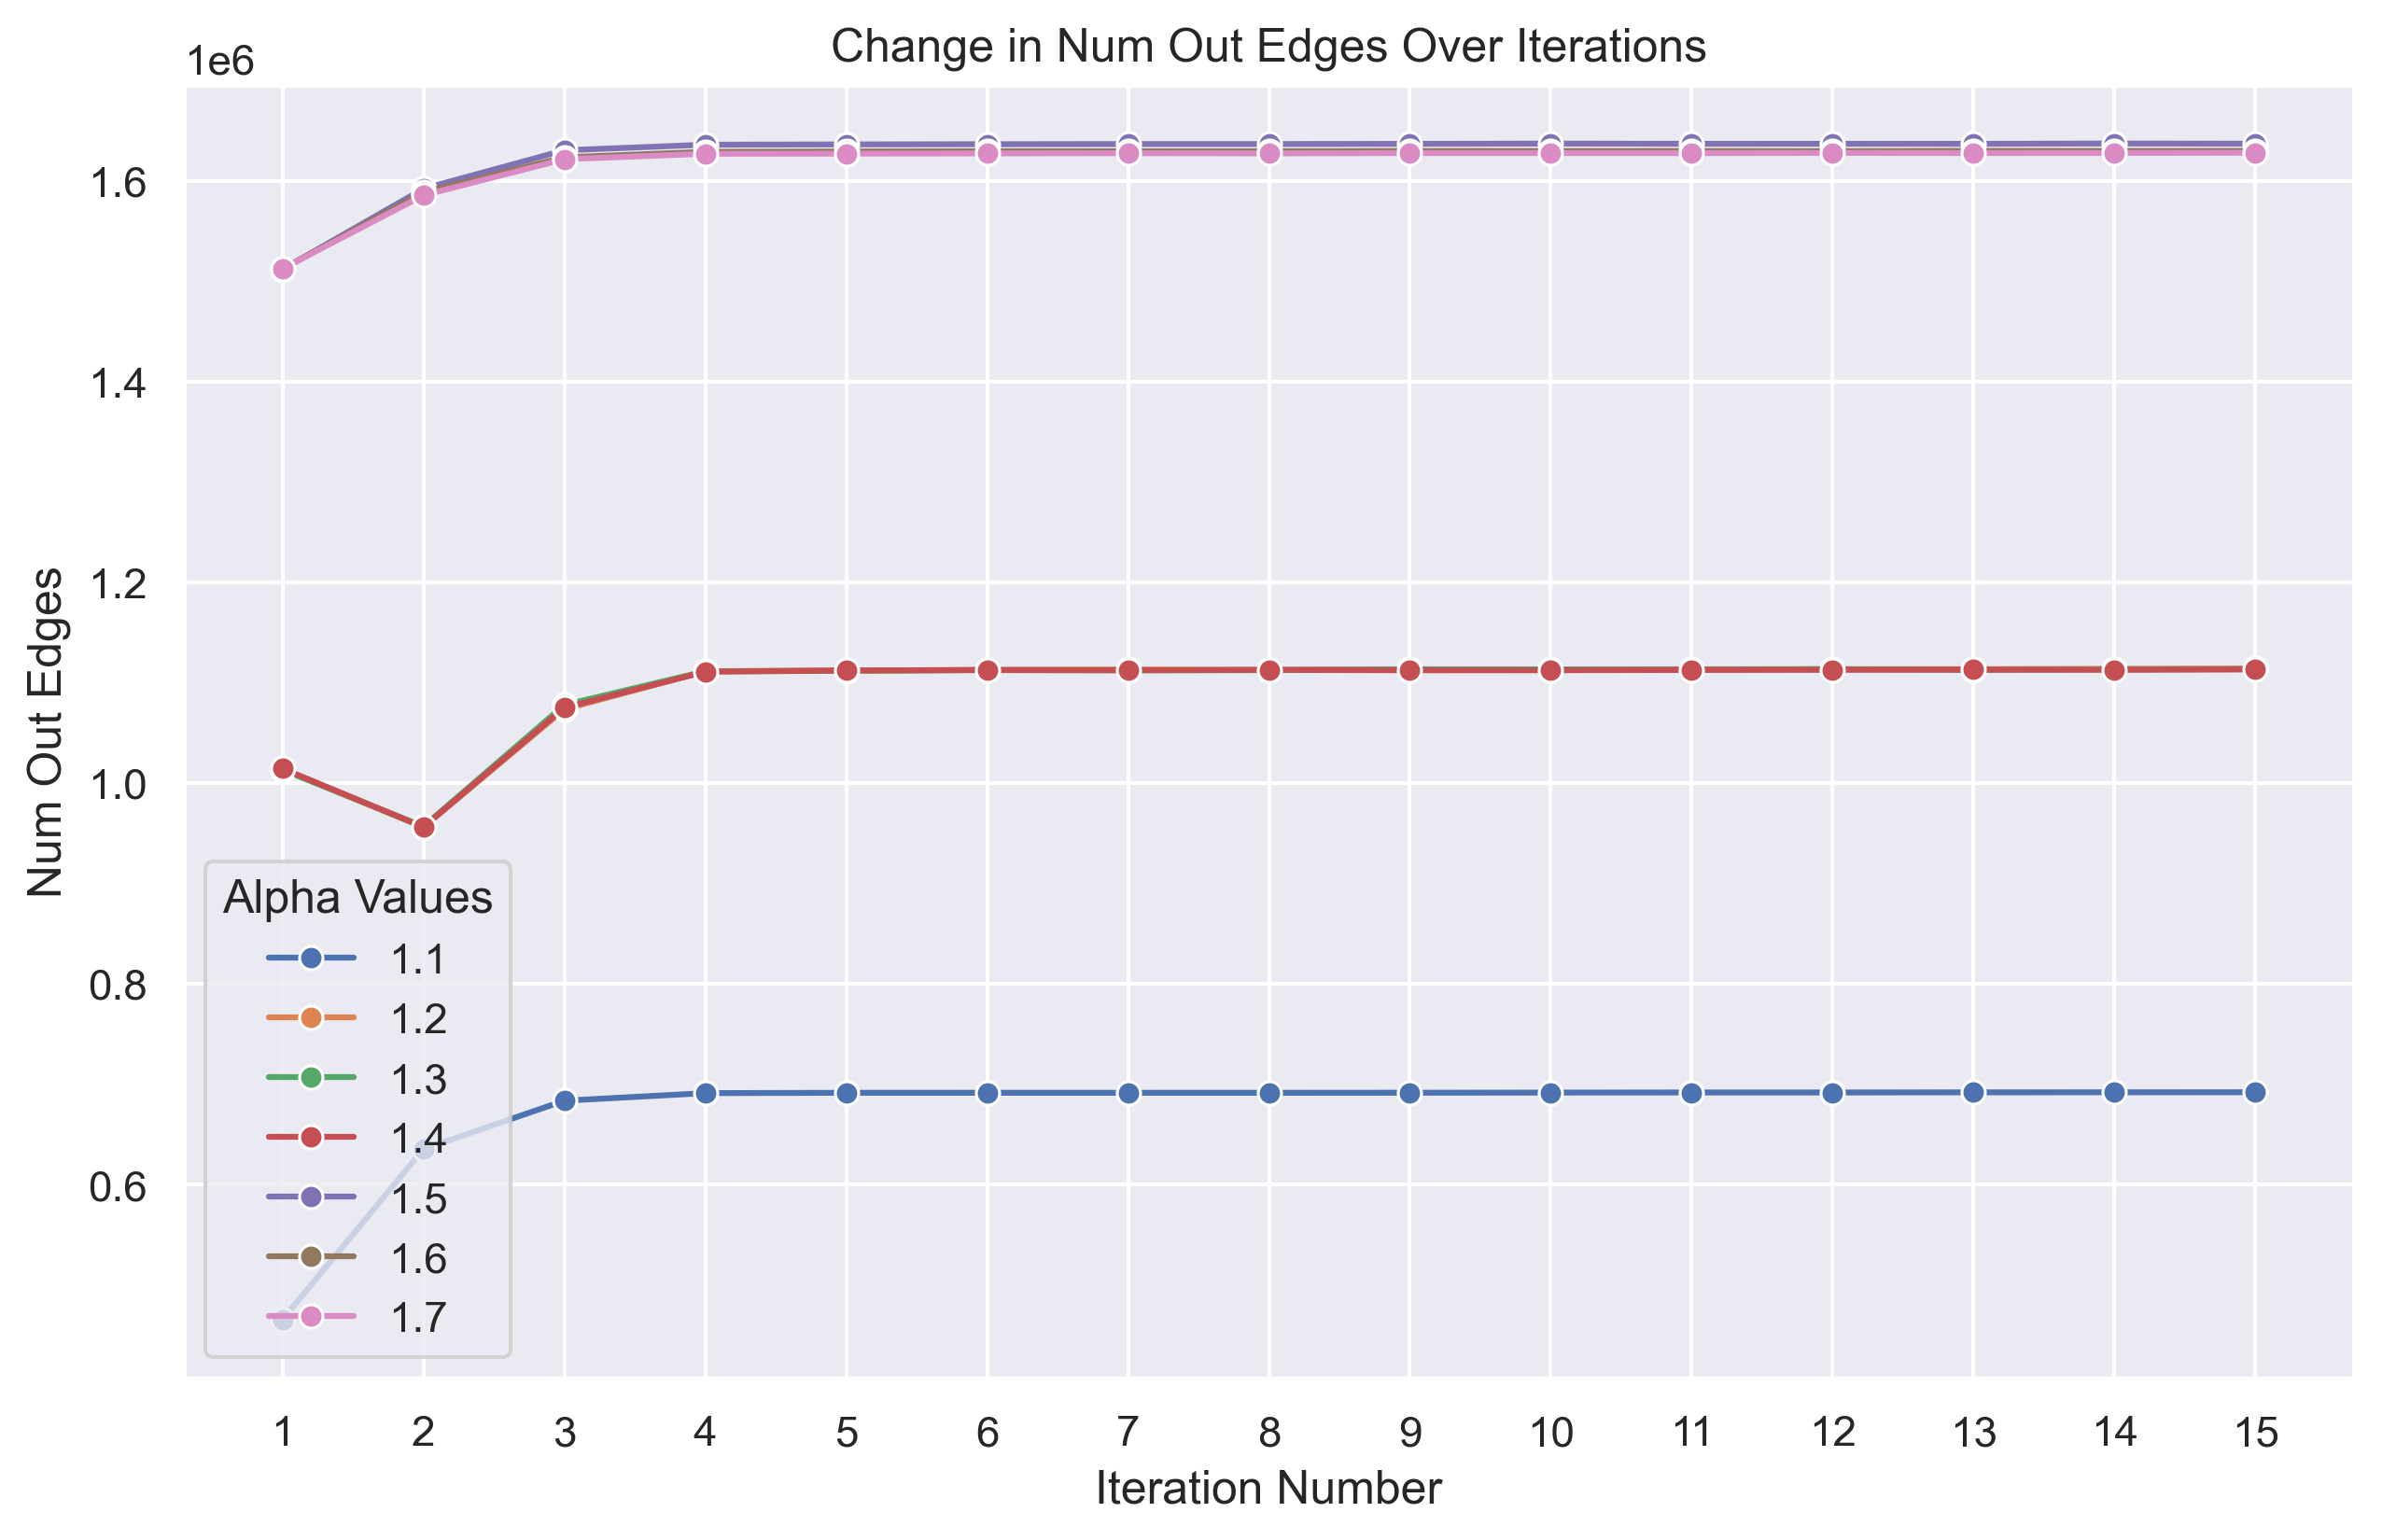 Change in Num Out Edges Over Iterations
1e6
1.6
1.4
1.2
1.0
0.8
0.6
Num Out Edges
Alpha Values
1.1
1.2
1.3
1.4
1.5
1.6
1.7
1 2 3 4 5 6 7 8 9 10 11 12 13 14 15
Iteration Number